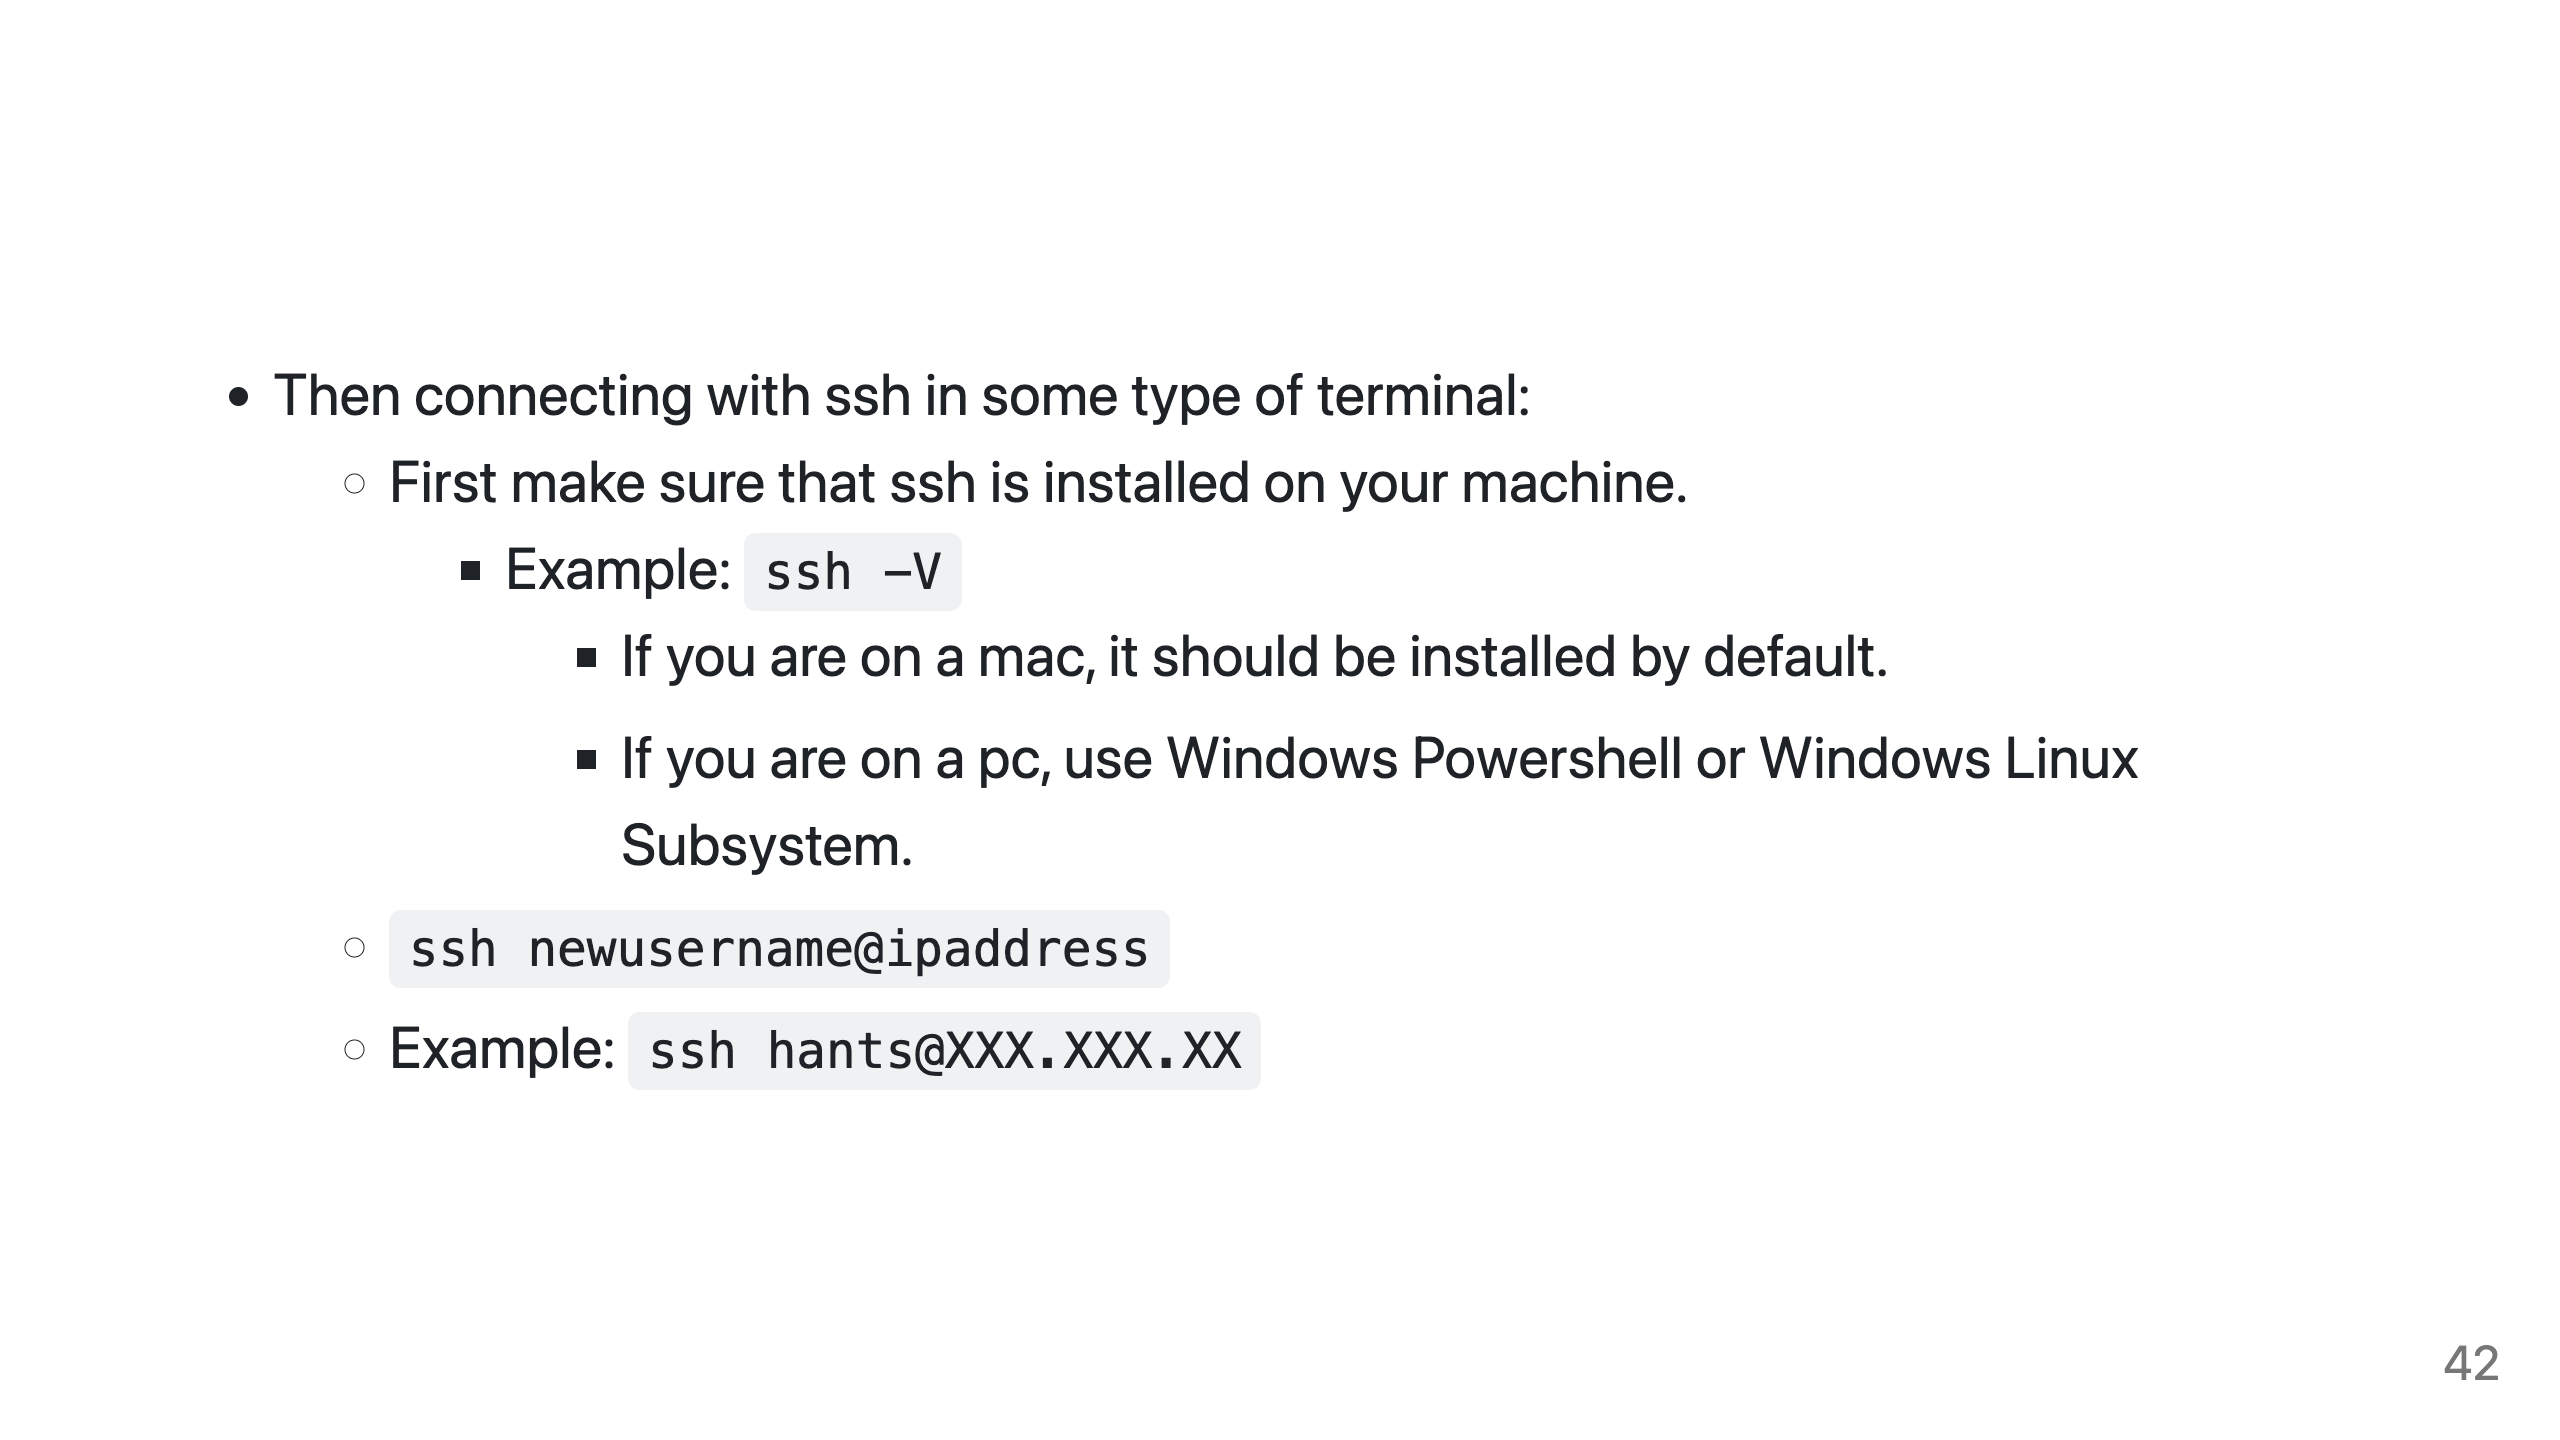 Then connecting with ssh in some type of terminal:
First make sure that ssh is installed on your machine.
Example: ssh -V
If you are on a mac, it should be installed by default.
If you are on a pc, use Windows Powershell or Windows Linux
Subsystem.
ssh newusername@ipaddress
Example: ssh hants@XXX.XXX.XX
42